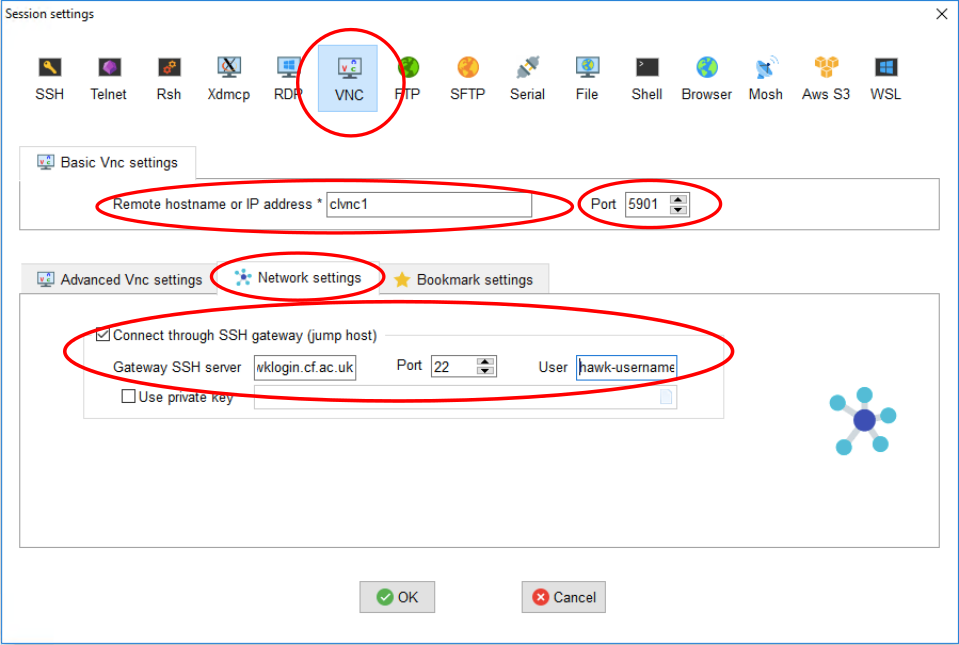 Session settings
SSH Telnet Rsh Xdmcp RDP VNC FTP SFTP Serial File Shell Browser Mosh Aws S3 WSL
Basic Vnc settings
Remote hostname or IP address * clvnc1 Port 5901
Advanced Vnc settings Network settings Bookmark settings
Connect through SSH gateway (jump host)
Gateway SSH server wklogin.cf.ac.uk Port 22 User hawk-username
Use private key
OK Cancel